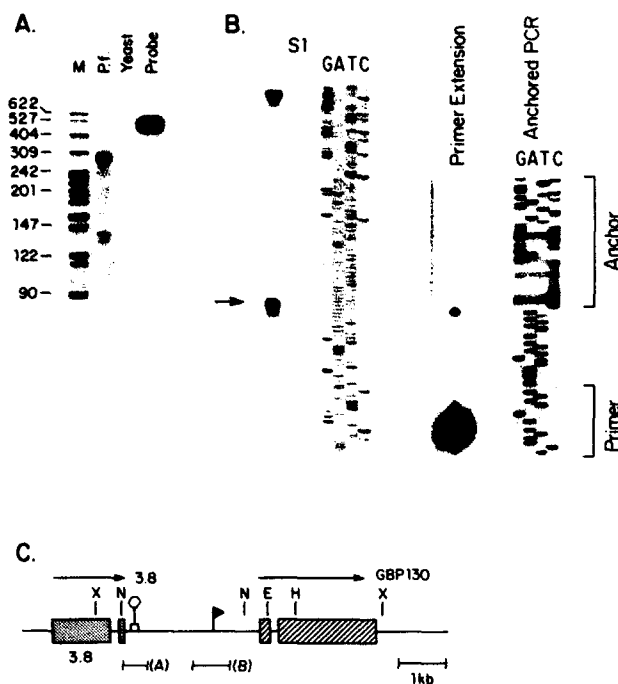 A.
M P.f. Yeast Probe
622
527
404
309
242
201
147
122
90
B.
S1
GATC
Primer Extension
Anchored PCR
GATC
Anchor
Primer
C.
3.8 GBP130
X N N E H X
3.8
(A) (B)
1kb